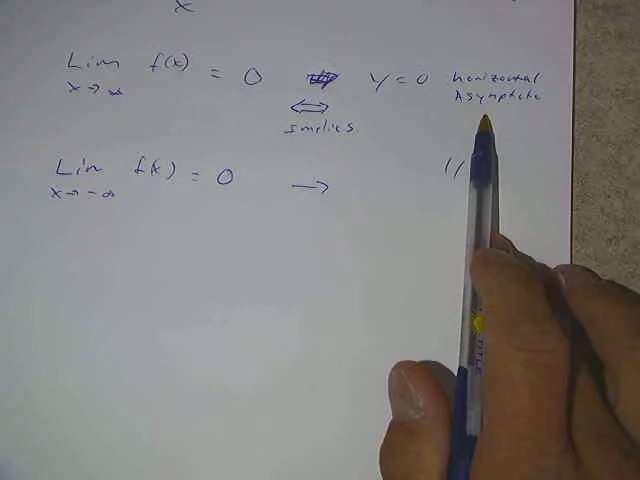 x
Lim f(x) = 0 y = 0 horizontal
x → ∞ Asymptote
⟺
implies
Lim f(x) = 0 → "
x → -∞